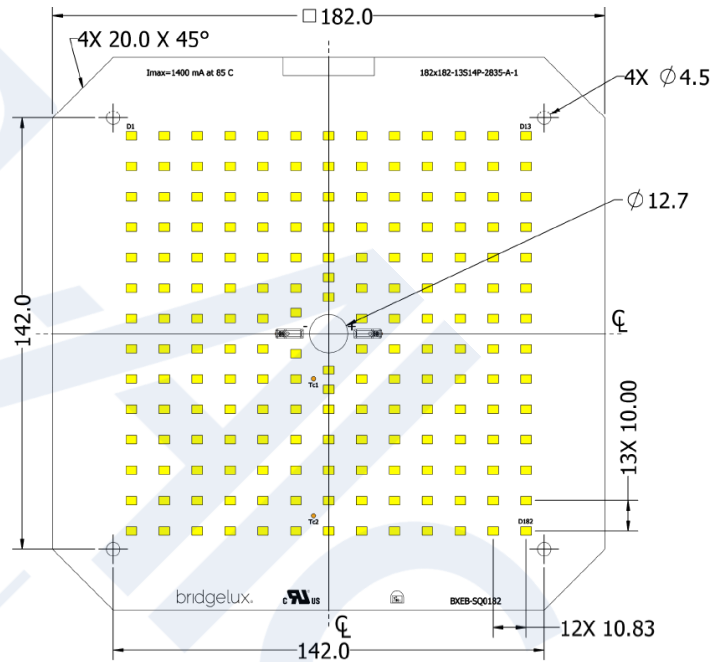 □ 182.0
4X 20.0 X 45°
Imax=1400 mA at 85 C
182x182-13S14P-2835-A-1
4X ∅ 4.5
D1
D13
∅ 12.7
142.0
- +
℄
Tc1
13X 10.00
Tc2
D182
bridgelux.
c RU US
BXEB-SQ0182
12X 10.83
℄
142.0